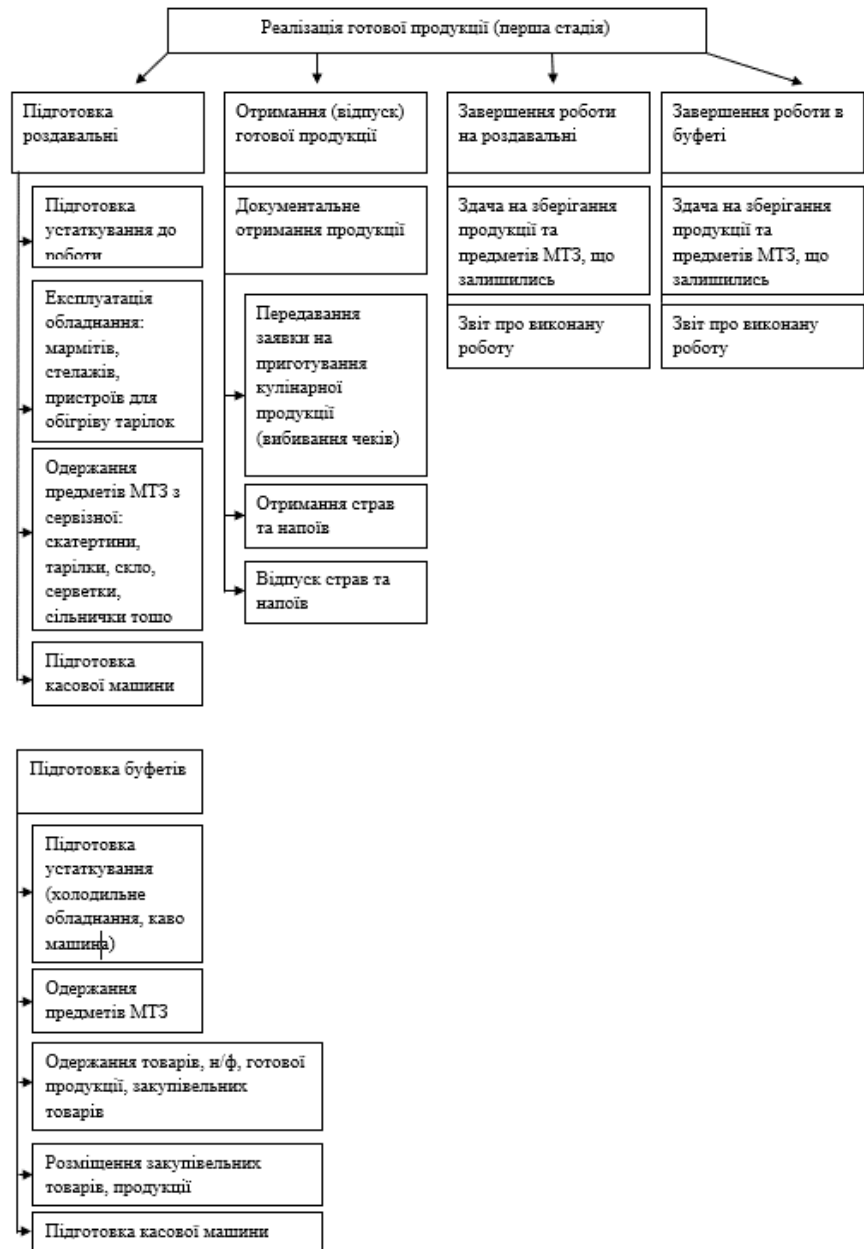 Реалізація готової продукції (перша стадія)
Підготовка
роздавальні
Підготовка
устаткування до
роботи
Експлуатація
обладнання:
мармітів,
стелажів,
пристроїв для
обігріву тарілок
Одержання
предметів МТЗ з
сервізної:
скатертини,
тарілки, скло,
серветки,
сільнички тощо
Підготовка
касової машини
Отримання (відпуск)
готової продукції
Документальне
отримання продукції
Передавання
заявки на
приготування
кулінарної
продукції
(вибивання чеків)
Отримання страв
та напоїв
Відпуск страв та
напоїв
Завершення роботи
на роздавальні
Здача на зберігання
продукції та
предметів МТЗ, що
залишились
Звіт про виконану
роботу
Завершення роботи в
буфеті
Здача на зберігання
продукції та
предметів МТЗ, що
залишились
Звіт про виконану
роботу
Підготовка буфетів
Підготовка
устаткування
(холодильне
обладнання, каво
машина)
Одержання
предметів МТЗ
Одержання товарів, н/ф, готової
продукції, закупівельних
товарів
Розміщення закупівельних
товарів, продукції
Підготовка касової машини